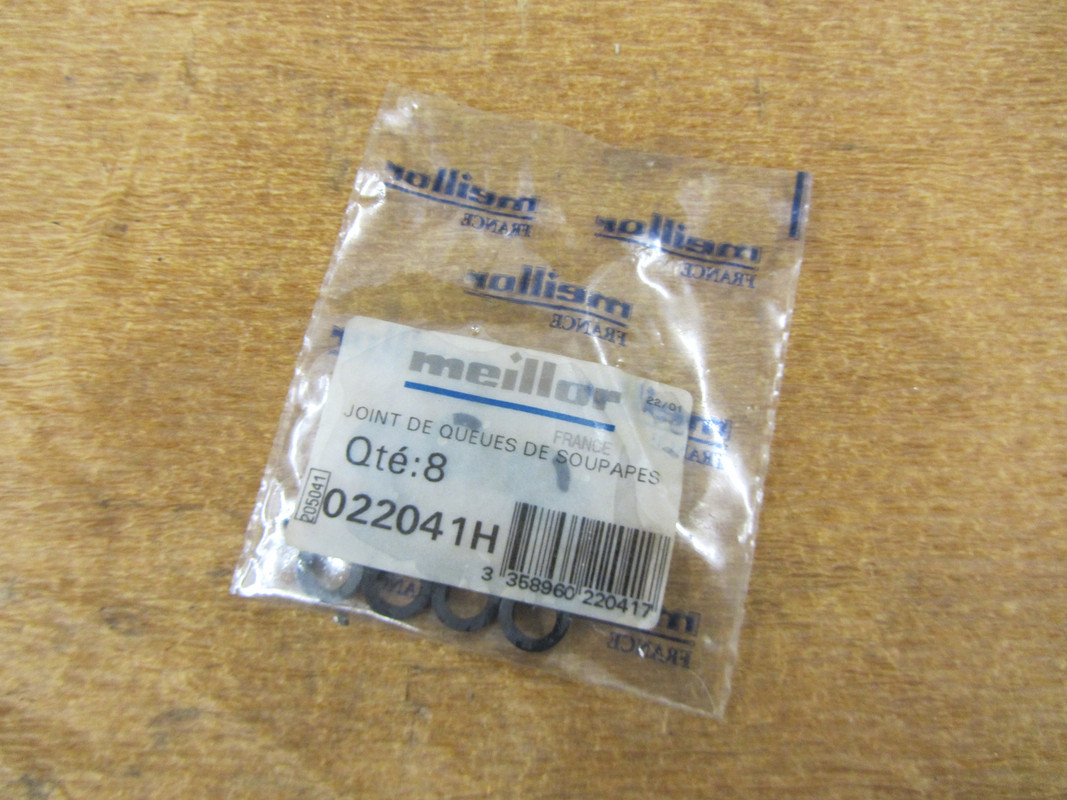 meillor
FRANCE
meillor
FRANCE
meillor
FRANCE
meillor
22/01
FRANCE
JOINT DE QUEUES DE SOUPAPES
Qté:8
205041
022041H
3 358960 220417
FRANCE